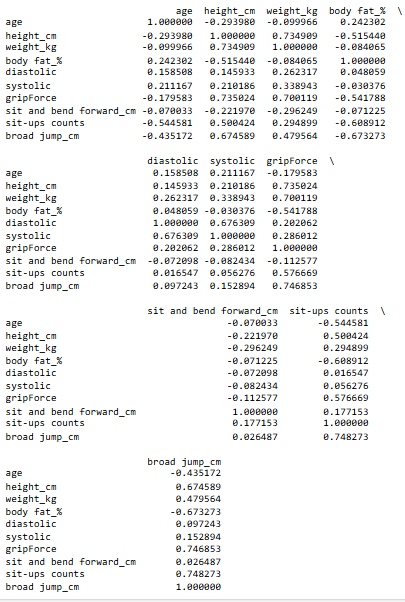 age height_cm weight_kg body fat_% \
age 1.000000 -0.293980 -0.099966 0.242302
height_cm -0.293980 1.000000 0.734909 -0.515440
weight_kg -0.099966 0.734909 1.000000 -0.084065
body fat_% 0.242302 -0.515440 -0.084065 1.000000
diastolic 0.158508 0.145933 0.262317 0.048059
systolic 0.211167 0.210186 0.338943 -0.030376
gripForce -0.179583 0.735024 0.700119 -0.541788
sit and bend forward_cm -0.070033 -0.221970 -0.296249 -0.071225
sit-ups counts -0.544581 0.500424 0.294899 -0.608912
broad jump_cm -0.435172 0.674589 0.479564 -0.673273
diastolic systolic gripForce \
age 0.158508 0.211167 -0.179583
height_cm 0.145933 0.210186 0.735024
weight_kg 0.262317 0.338943 0.700119
body fat_% 0.048059 -0.030376 -0.541788
diastolic 1.000000 0.676309 0.202062
systolic 0.676309 1.000000 0.286012
gripForce 0.202062 0.286012 1.000000
sit and bend forward_cm -0.072098 -0.082434 -0.112577
sit-ups counts 0.016547 0.056276 0.576669
broad jump_cm 0.097243 0.152894 0.746853
sit and bend forward_cm sit-ups counts \
age -0.070033 -0.544581
height_cm -0.221970 0.500424
weight_kg -0.296249 0.294899
body fat_% -0.071225 -0.608912
diastolic -0.072098 0.016547
systolic -0.082434 0.056276
gripForce -0.112577 0.576669
sit and bend forward_cm 1.000000 0.177153
sit-ups counts 0.177153 1.000000
broad jump_cm 0.026487 0.748273
broad jump_cm
age -0.435172
height_cm 0.674589
weight_kg 0.479564
body fat_% -0.673273
diastolic 0.097243
systolic 0.152894
gripForce 0.746853
sit and bend forward_cm 0.026487
sit-ups counts 0.748273
broad jump_cm 1.000000